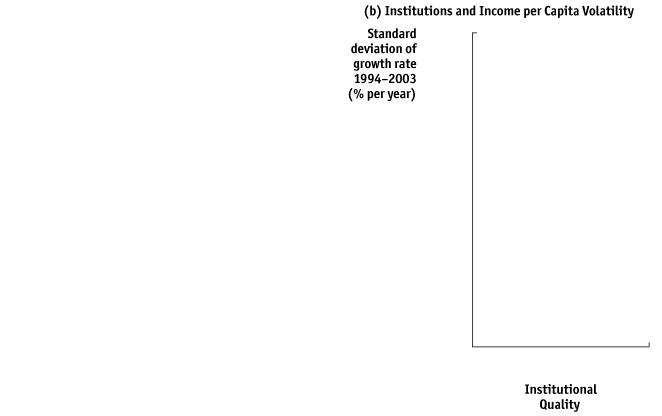 (b) Institutions and Income per Capita Volatility
Standard
deviation of
growth rate
1994–2003
(% per year)
Institutional
Quality